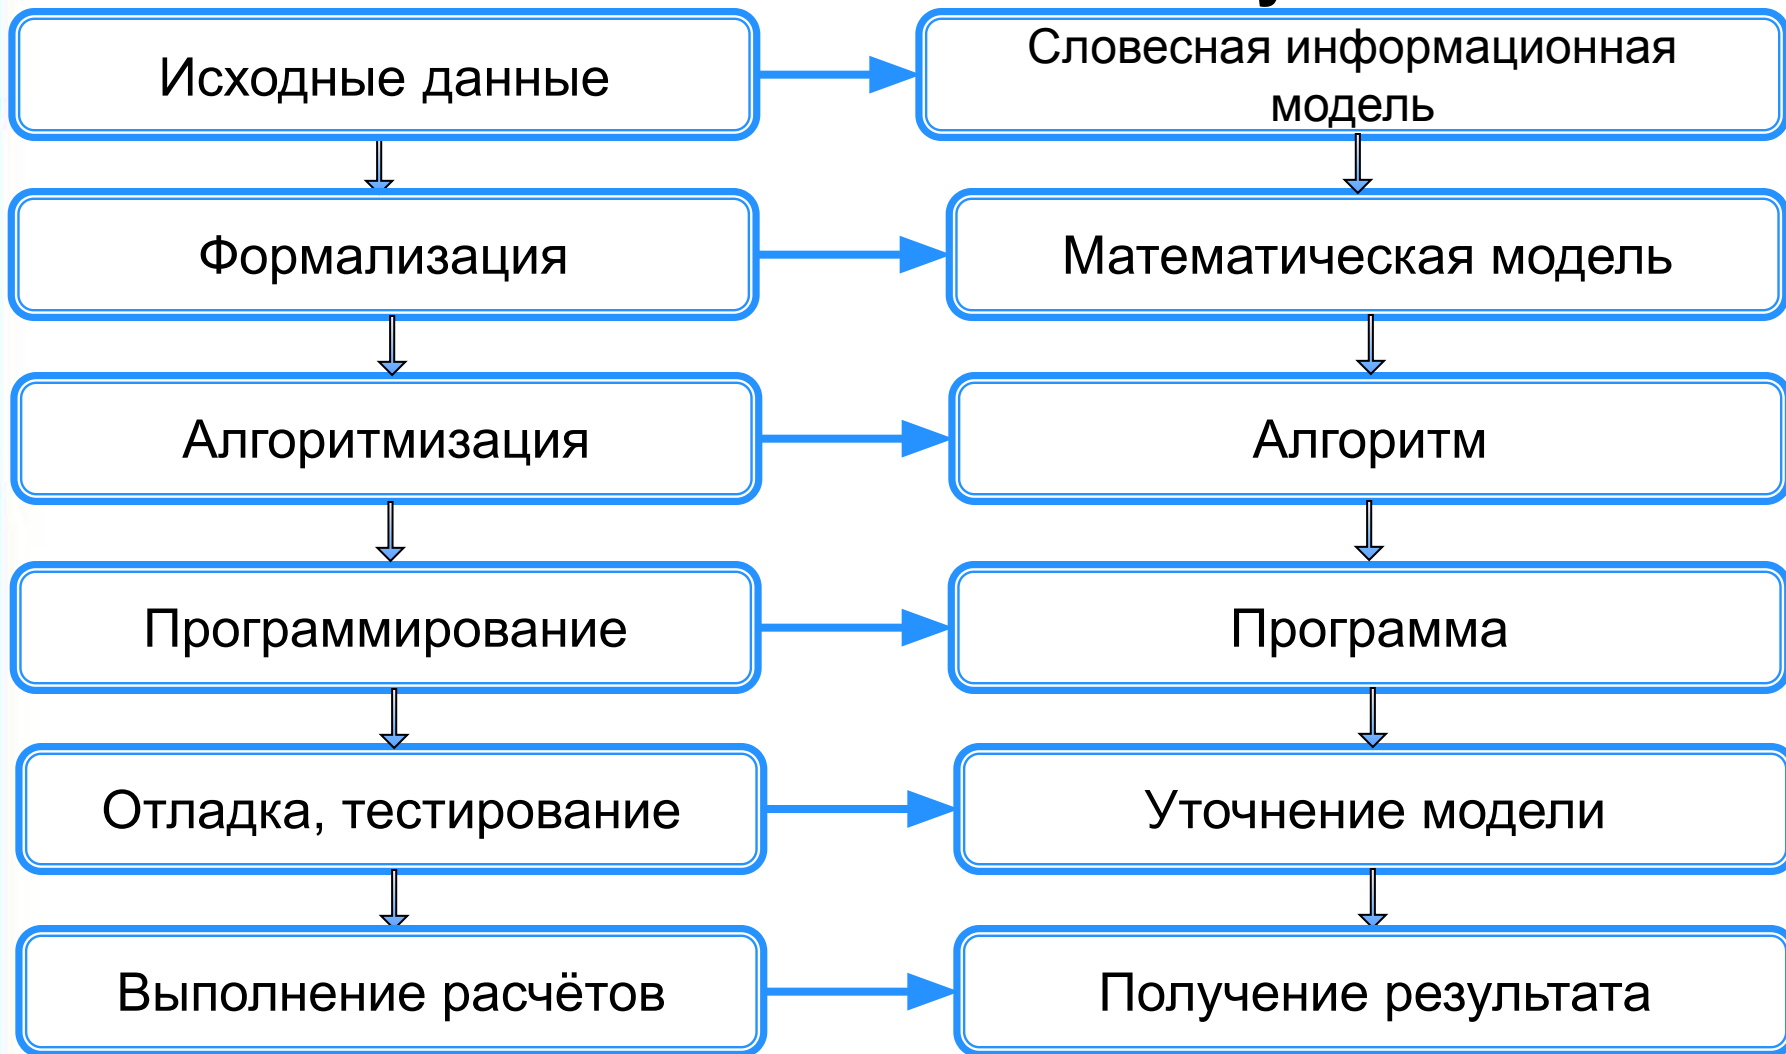 Исходные данные
Словесная информационная
модель
Формализация
Математическая модель
Алгоритмизация
Алгоритм
Программирование
Программа
Отладка, тестирование
Уточнение модели
Выполнение расчётов
Получение результата